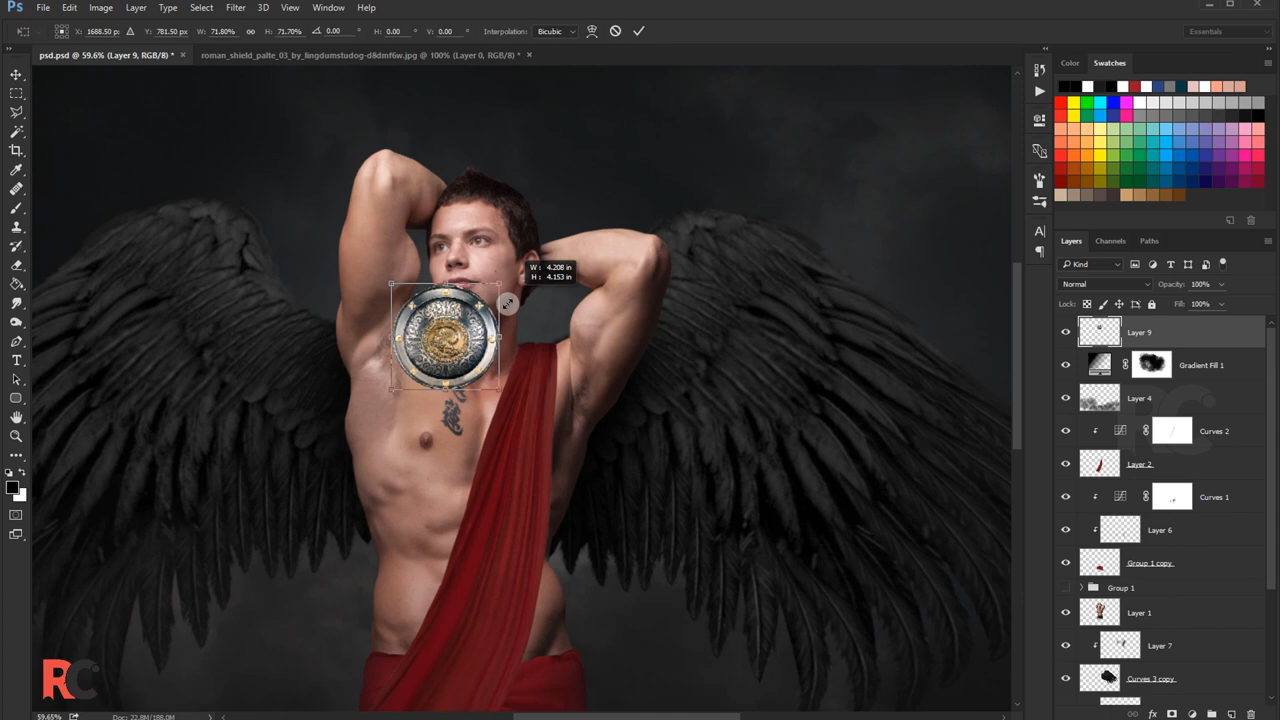 Ps File Edit Image Layer Type Select Filter 3D View Window Help
X: 1688.50 px Y: 781.50 px W: 71.80% H: 71.70% 0.00 ° H: 0.00 ° V: 0.00 ° Interpolation: Bicubic Essentials
psd.psd @ 59.6% (Layer 9, RGB/8) * × roman_shield_palte_03_by_lingdumstudog-d8dmf6w.jpg @ 100% (Layer 0, RGB/8) * ×
Color Swatches
W: 4.208 in
H: 4.153 in
Layers Channels Paths
Kind
Normal Opacity: 100%
Lock: Fill: 100%
Layer 9
Gradient Fill 1
Layer 4
Curves 2
Layer 2
Curves 1
Layer 6
Group 1 copy
Group 1
Layer 1
Layer 7
Curves 3 copy
RC
59.65% Doc: 22.8M/188.0M